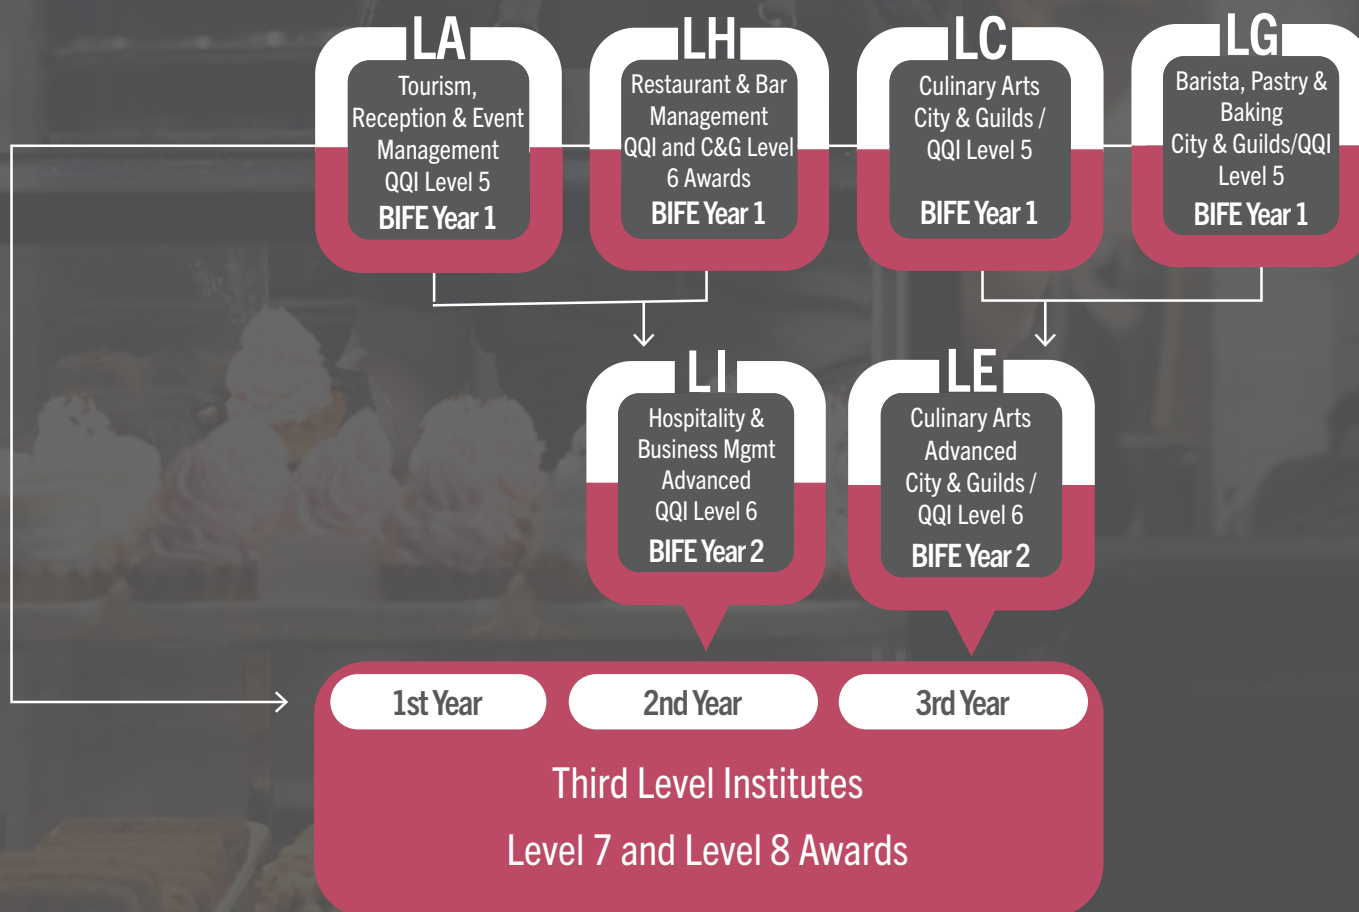 LA
Tourism,
Reception & Event
Management
QQI Level 5
BIFE Year 1
LH
Restaurant & Bar
Management
QQI and C&G Level
6 Awards
BIFE Year 1
LC
Culinary Arts
City & Guilds /
QQI Level 5
BIFE Year 1
LG
Barista, Pastry &
Baking
City & Guilds/QQI
Level 5
BIFE Year 1
LI
Hospitality &
Business Mgmt
Advanced
QQI Level 6
BIFE Year 2
LE
Culinary Arts
Advanced
City & Guilds /
QQI Level 6
BIFE Year 2
1st Year
2nd Year
3rd Year
Third Level Institutes
Level 7 and Level 8 Awards